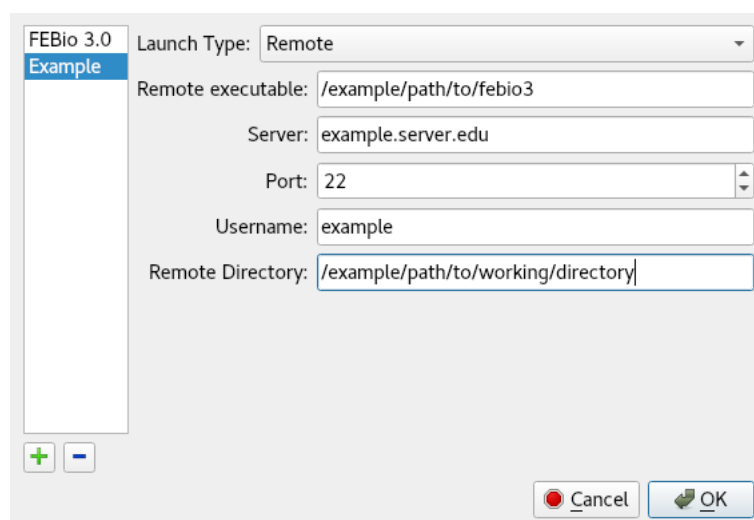 FEBio 3.0
Example
Launch Type: Remote
Remote executable: /example/path/to/febio3
Server: example.server.edu
Port: 22
Username: example
Remote Directory: /example/path/to/working/directory
Cancel
OK